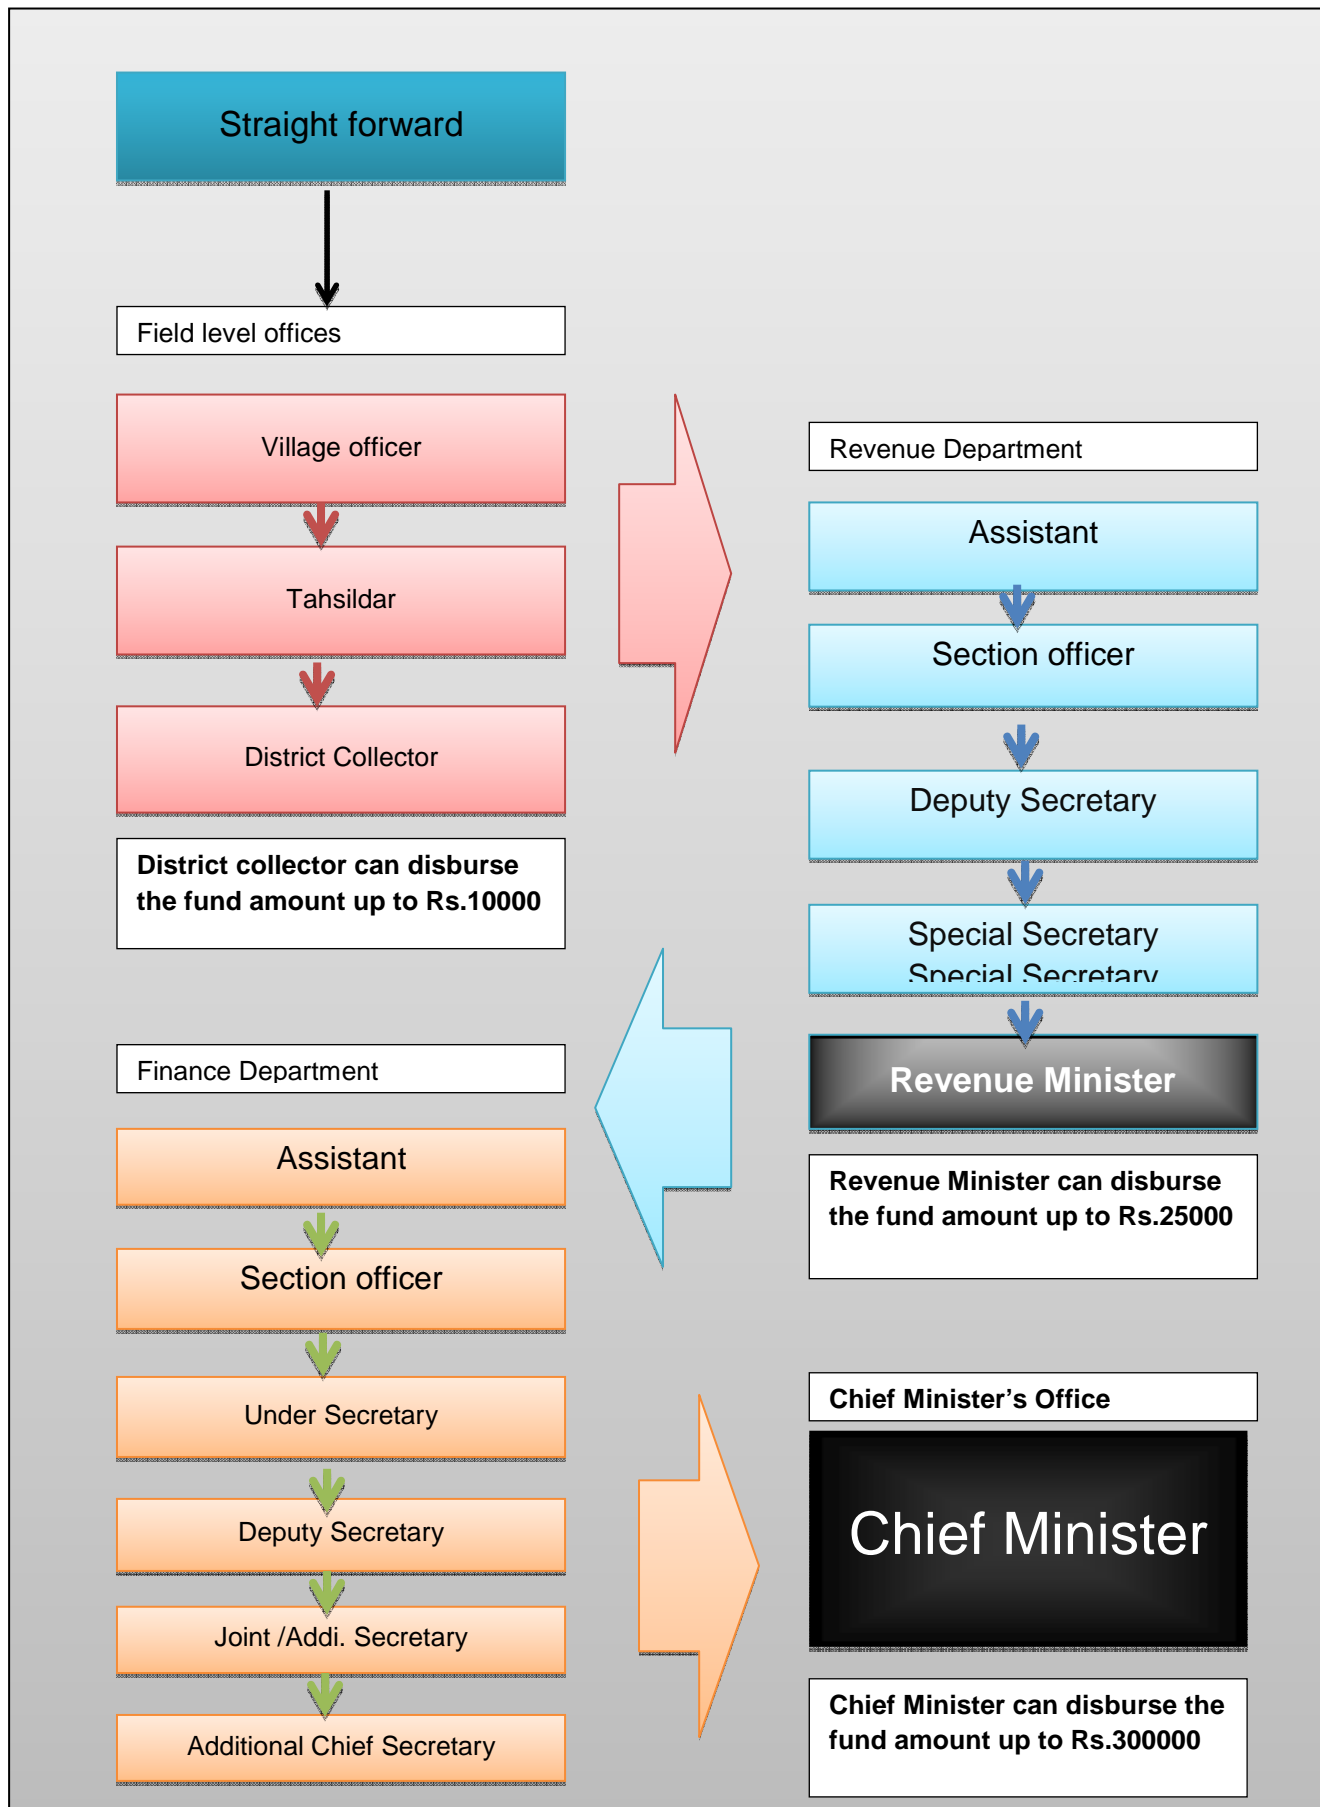 Straight forward
Field level offices
Village officer
Tahsildar
District Collector
District collector can disburse
the fund amount up to Rs.10000
Revenue Department
Assistant
Section officer
Deputy Secretary
Special Secretary
Special Secretary
Revenue Minister
Revenue Minister can disburse
the fund amount up to Rs.25000
Finance Department
Assistant
Section officer
Under Secretary
Deputy Secretary
Joint /Addi. Secretary
Additional Chief Secretary
Chief Minister’s Office
Chief Minister
Chief Minister can disburse the
fund amount up to Rs.300000